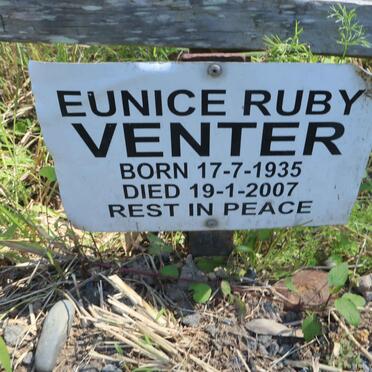 EUNICE RUBY
VENTER
BORN 17-7-1935
DIED 19-1-2007
REST IN PEACE